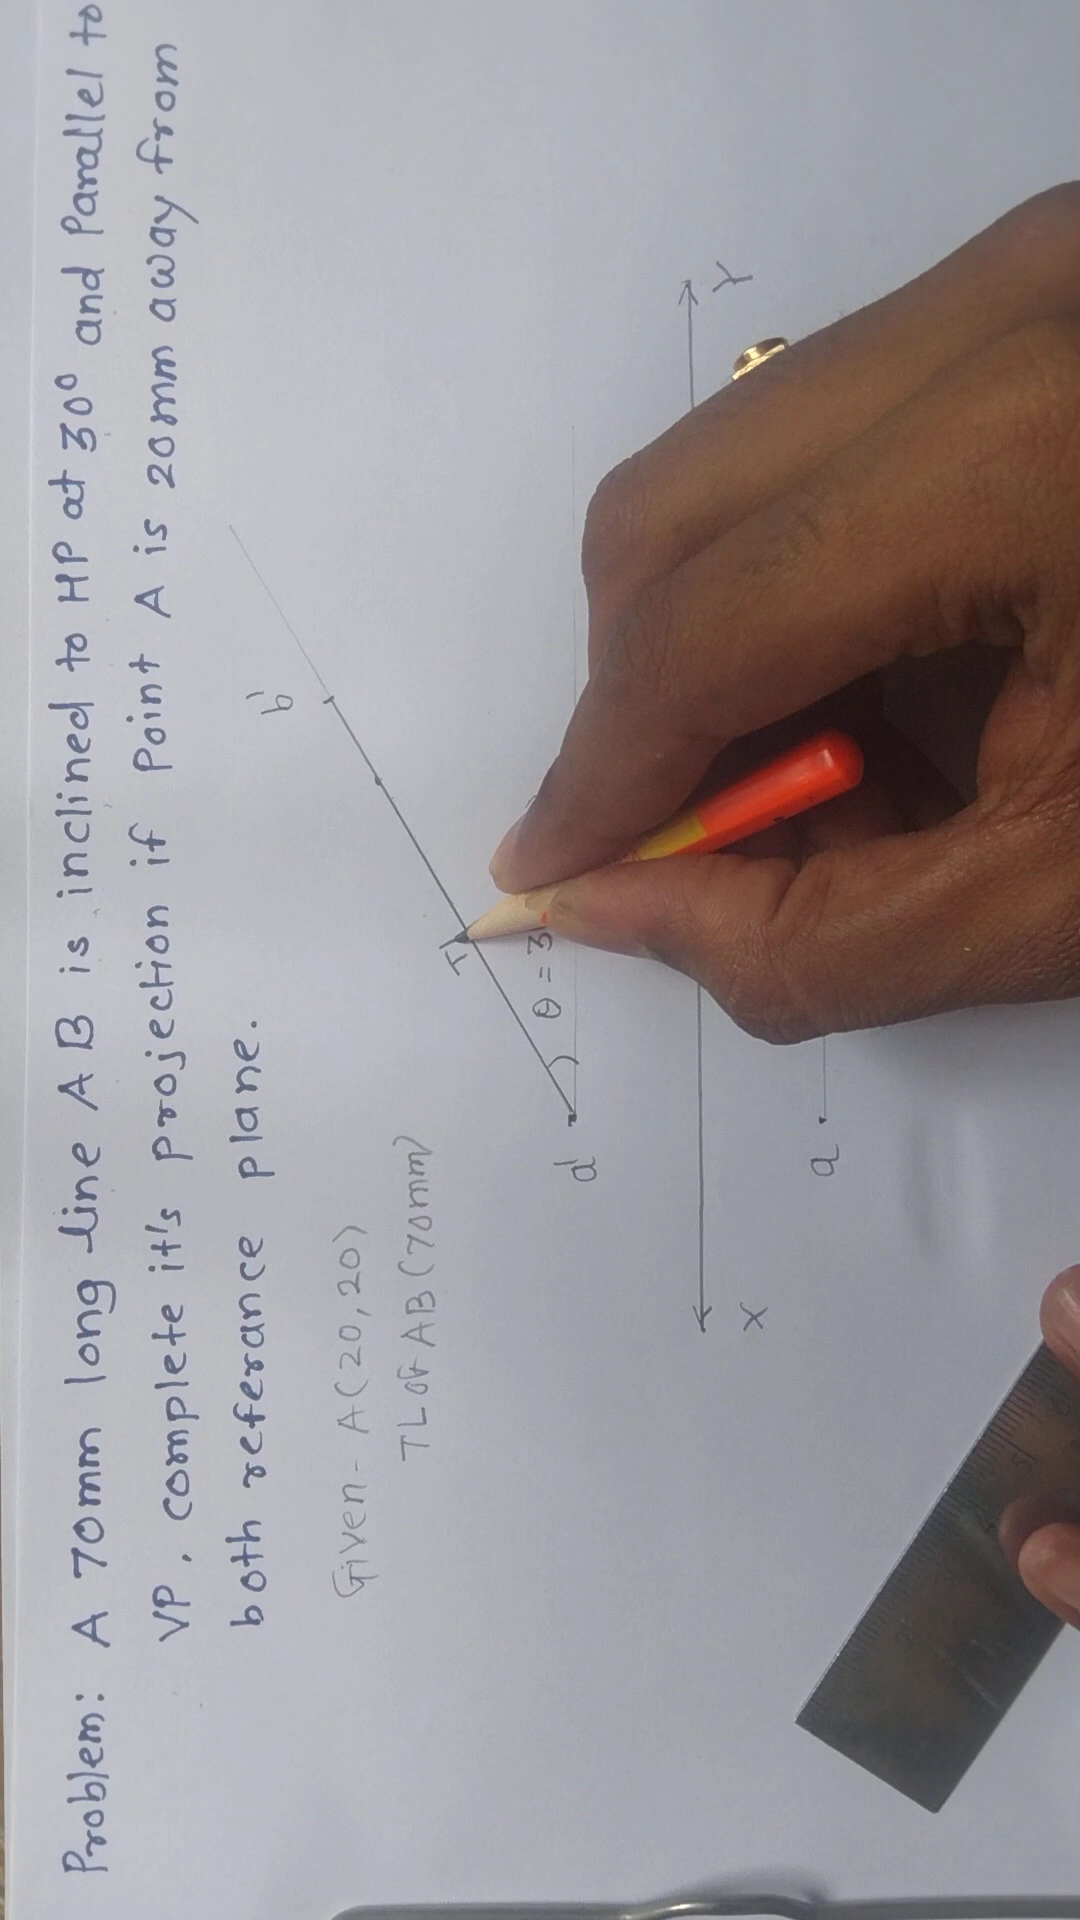 Problem: A 70mm long line AB is inclined to HP at 30° and Parallel to
VP, complete it's projection if Point A is 20mm away from
both referance plane.
Given - A(20,20)
TL of AB (70mm)
b'
T
θ = 3
a'
X
Y
a